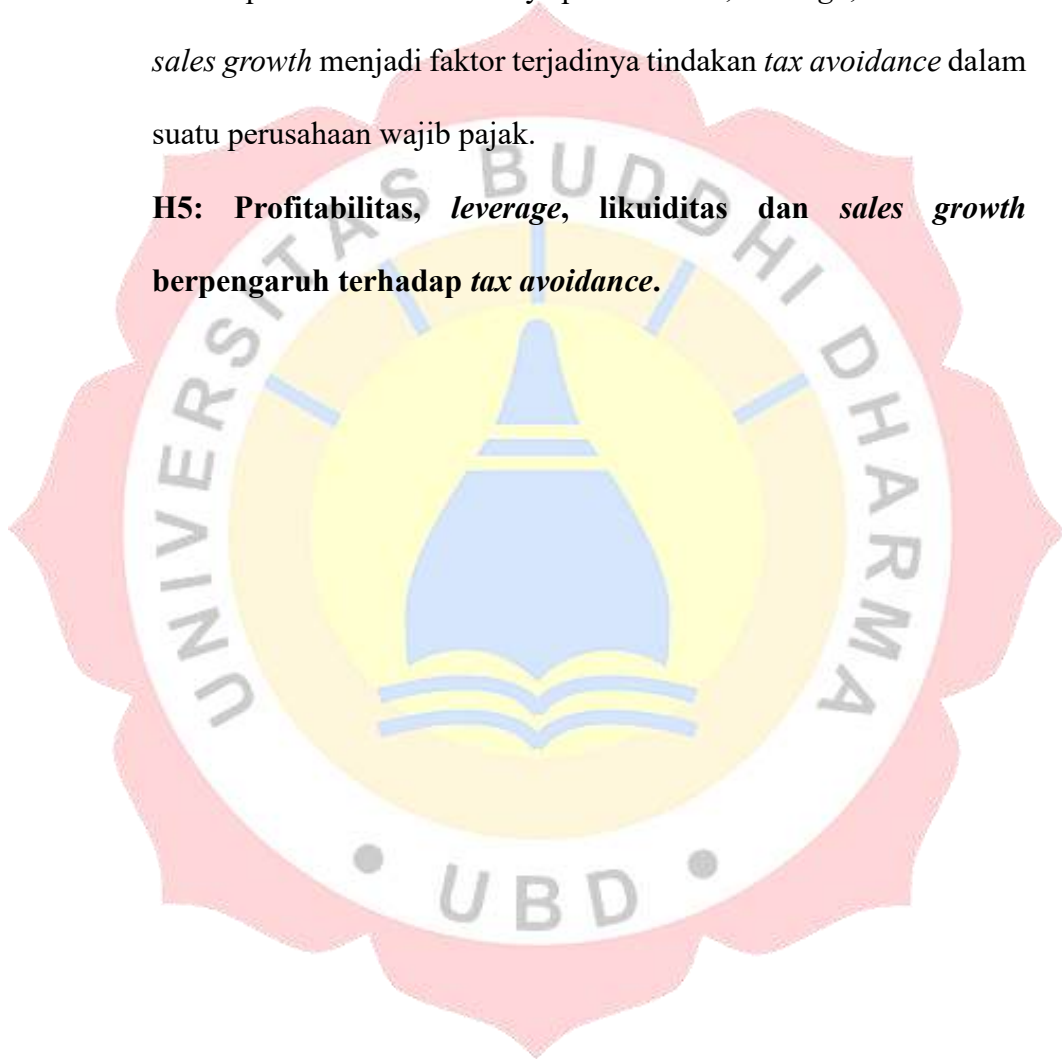 sales growth menjadi faktor terjadinya tindakan tax avoidance dalam
suatu perusahaan wajib pajak.
H5: Profitabilitas, leverage, likuiditas dan sales growth
berpengaruh terhadap tax avoidance.
UNIVERSITAS BUDDHI DHARMA
• UBD •